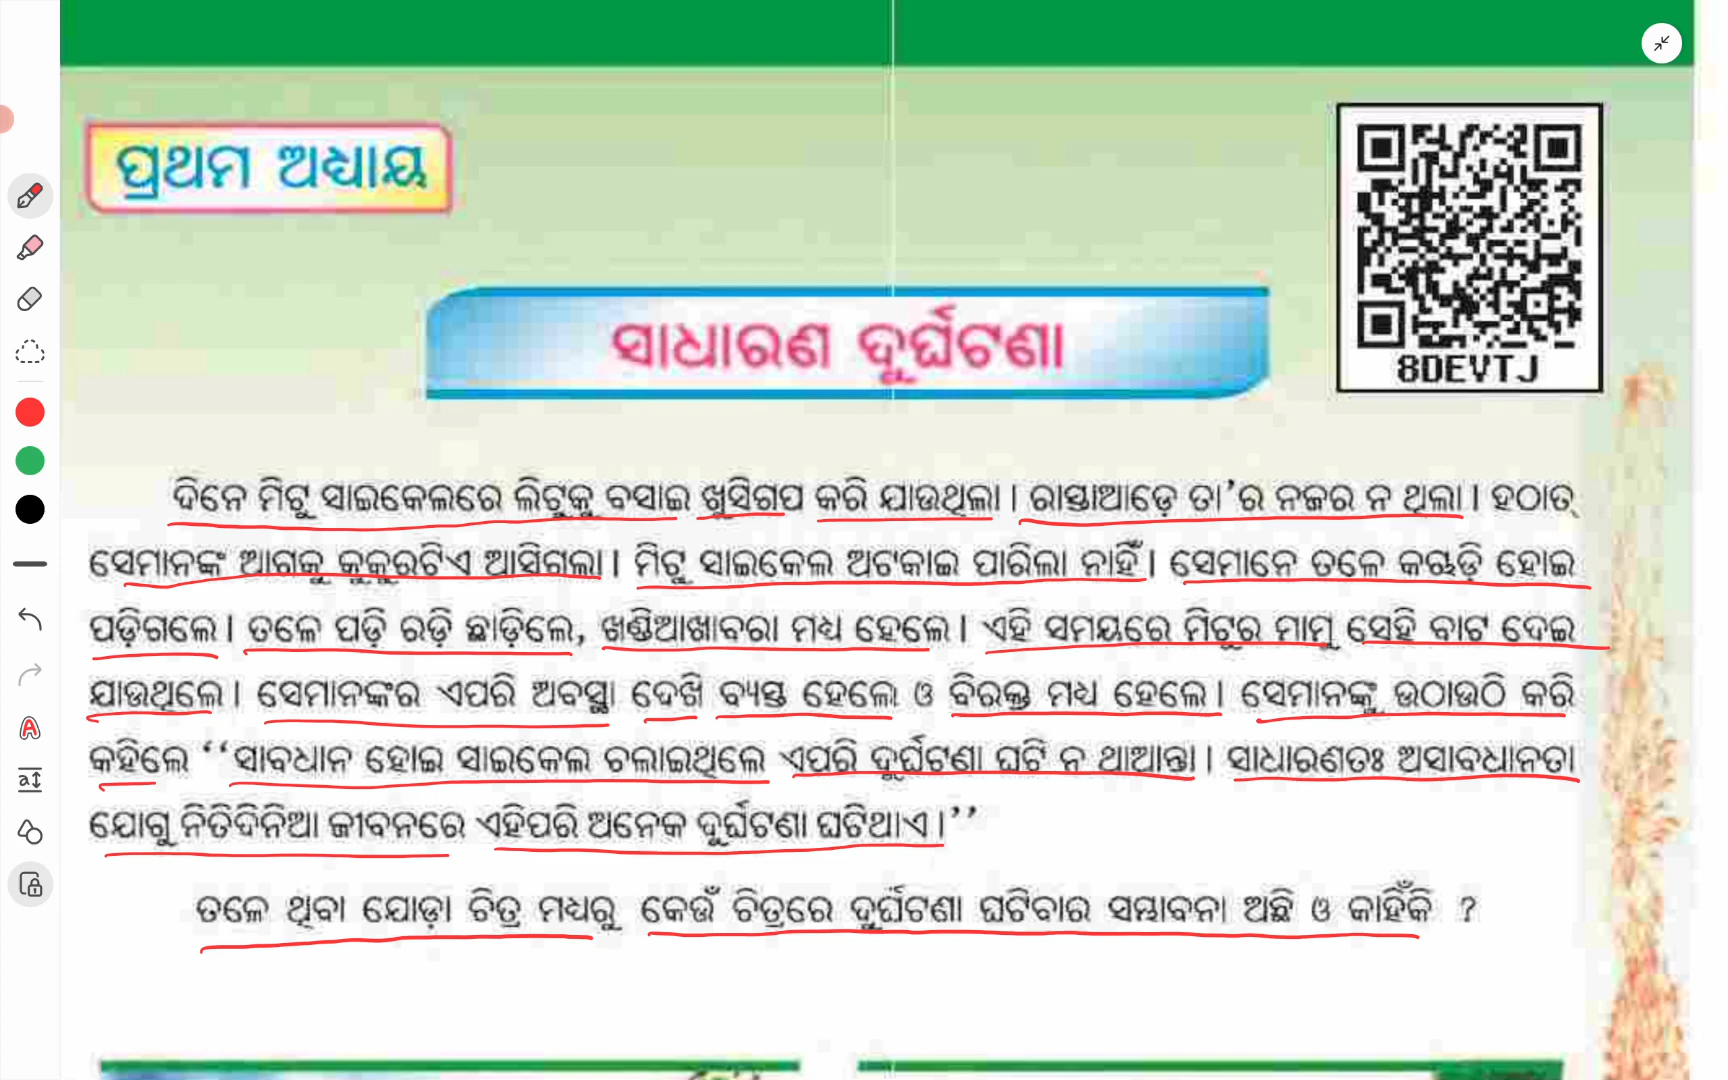 ପ୍ରଥମ ଅଧ୍ୟାୟ
8DEVTJ
ସାଧାରଣ ଦୁର୍ଘଟଣା
ଦିନେ ମିଟୁ ସାଇକେଲରେ ଲିଟୁକୁ ବସାଇ ଖୁସିଗପ କରି ଯାଉଥିଲା । ରାସ୍ତାଆଡ଼େ ତା’ର ନଜର ନ ଥିଲା । ହଠାତ୍
ସେମାନଙ୍କ ଆଗକୁ କୁକୁରଟିଏ ଆସିଗଲା । ମିଟୁ ସାଇକେଲ ଅଟକାଇ ପାରିଲା ନାହିଁ । ସେମାନେ ତଳେ କଚାଡ଼ି ହୋଇ
ପଡ଼ିଗଲେ । ତଳେ ପଡ଼ି ରଡ଼ି ଛାଡ଼ିଲେ, ଖଣ୍ଡିଆଖାବରା ମଧ୍ୟ ହେଲେ । ଏହି ସମୟରେ ମିଟୁର ମାମୁ ସେହି ବାଟ ଦେଇ
ଯାଉଥିଲେ । ସେମାନଙ୍କର ଏପରି ଅବସ୍ଥା ଦେଖି ବ୍ୟସ୍ତ ହେଲେ ଓ ବିରକ୍ତ ମଧ୍ୟ ହେଲେ । ସେମାନଙ୍କୁ ଉଠାଉଠି କରି
କହିଲେ ‘‘ସାବଧାନ ହୋଇ ସାଇକେଲ ଚଲାଇଥିଲେ ଏପରି ଦୁର୍ଘଟଣା ଘଟି ନ ଥାଆନ୍ତା । ସାଧାରଣତଃ ଅସାବଧାନତା
ଯୋଗୁ ନିତିଦିନିଆ ଜୀବନରେ ଏହିପରି ଅନେକ ଦୁର୍ଘଟଣା ଘଟିଥାଏ ।’’
ତଳେ ଥିବା ଯୋଡ଼ା ଚିତ୍ର ମଧ୍ୟରୁ କେଉଁ ଚିତ୍ରରେ ଦୁର୍ଘଟଣା ଘଟିବାର ସମ୍ଭାବନା ଅଛି ଓ କାହିଁକି ?